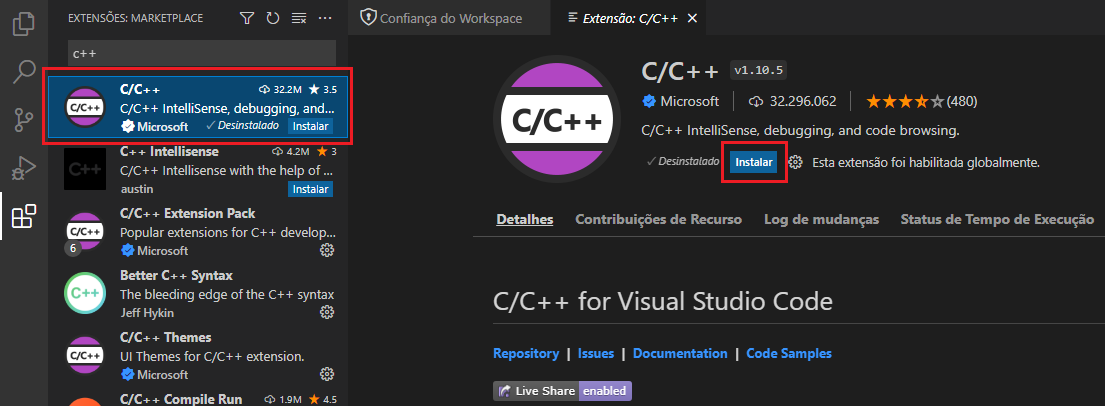 EXTENSÕES: MARKETPLACE
c++
C/C++
C/C++ 32.2M 3.5
C/C++ IntelliSense, debugging, and...
Microsoft Desinstalado Instalar
C++
C++ Intellisense 4.2M 3
C/C++ Intellisense with the help of ...
austin Instalar
C/C++
6
C/C++ Extension Pack
Popular extensions for C++ develop...
Microsoft
C++
Better C++ Syntax
The bleeding edge of the C++ syntax
Jeff Hykin
C/C++
C/C++ Themes
UI Themes for C/C++ extension.
Microsoft
C/C++ Compile Run 1.9M 4.5
Confiança do Workspace
Extensão: C/C++
C/C++
C/C++ v1.10.5
Microsoft 32.296.062 (480)
C/C++ IntelliSense, debugging, and code browsing.
Desinstalado Instalar Esta extensão foi habilitada globalmente.
Detalhes Contribuições de Recurso Log de mudanças Status de Tempo de Execução
C/C++ for Visual Studio Code
Repository | Issues | Documentation | Code Samples
Live Share enabled